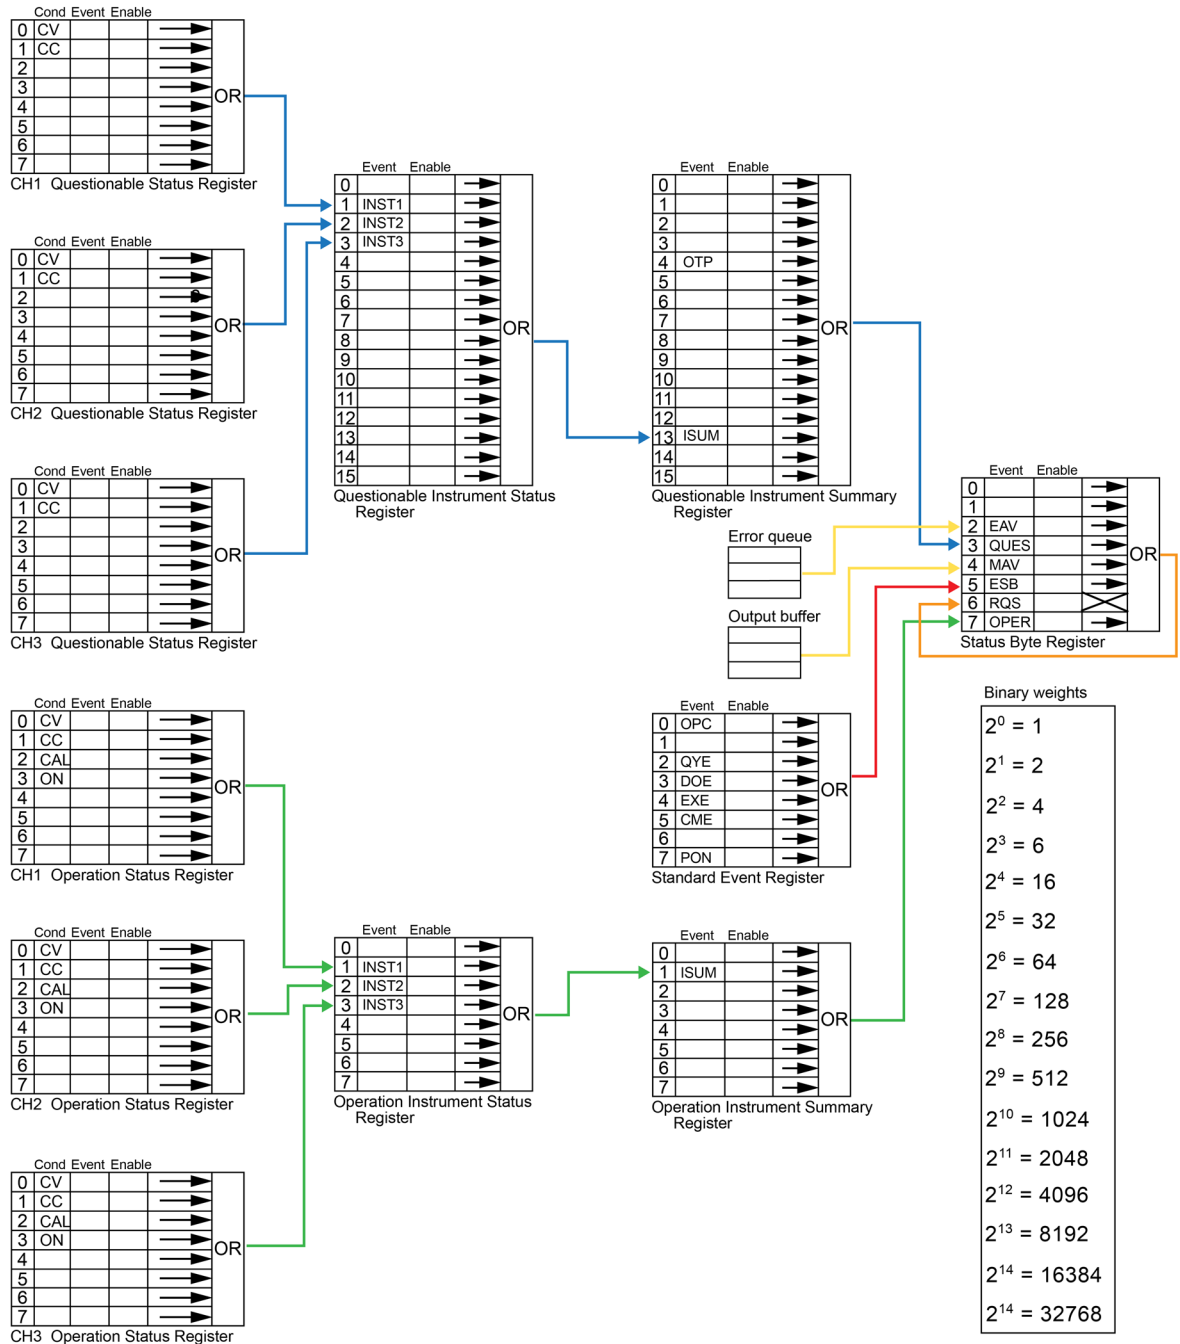 Cond Event Enable
0 CV
1 CC
2
3
4
5
6
7
OR
CH1 Questionable Status Register
Cond Event Enable
0 CV
1 CC
2
3
4
5
6
7
OR
CH2 Questionable Status Register
Cond Event Enable
0 CV
1 CC
2
3
4
5
6
7
OR
CH3 Questionable Status Register
Event Enable
0
1 INST1
2 INST2
3 INST3
4
5
6
7
8
9
10
11
12
13
14
15
OR
Questionable Instrument Status
Register
Event Enable
0
1
2
3
4 OTP
5
6
7
8
9
10
11
12
13 ISUM
14
15
OR
Questionable Instrument Summary
Register
Error queue
Output buffer
Event Enable
0
1
2 EAV
3 QUES
4 MAV
5 ESB
6 RQS
7 OPER
OR
Status Byte Register
Event Enable
0 OPC
1
2 QYE
3 DOE
4 EXE
5 CME
6
7 PON
OR
Standard Event Register
Cond Event Enable
0 CV
1 CC
2 CAL
3 ON
4
5
6
7
OR
CH1 Operation Status Register
Cond Event Enable
0 CV
1 CC
2 CAL
3 ON
4
5
6
7
OR
CH2 Operation Status Register
Cond Event Enable
0 CV
1 CC
2 CAL
3 ON
4
5
6
7
OR
CH3 Operation Status Register
Event Enable
0
1 INST1
2 INST2
3 INST3
4
5
6
7
OR
Operation Instrument Status
Register
Event Enable
0
1 ISUM
2
3
4
5
6
7
OR
Operation Instrument Summary
Register
Binary weights
2⁰ = 1
2¹ = 2
2² = 4
2³ = 6
2⁴ = 16
2⁵ = 32
2⁶ = 64
2⁷ = 128
2⁸ = 256
2⁹ = 512
2¹⁰ = 1024
2¹¹ = 2048
2¹² = 4096
2¹³ = 8192
2¹⁴ = 16384
2¹⁴ = 32768